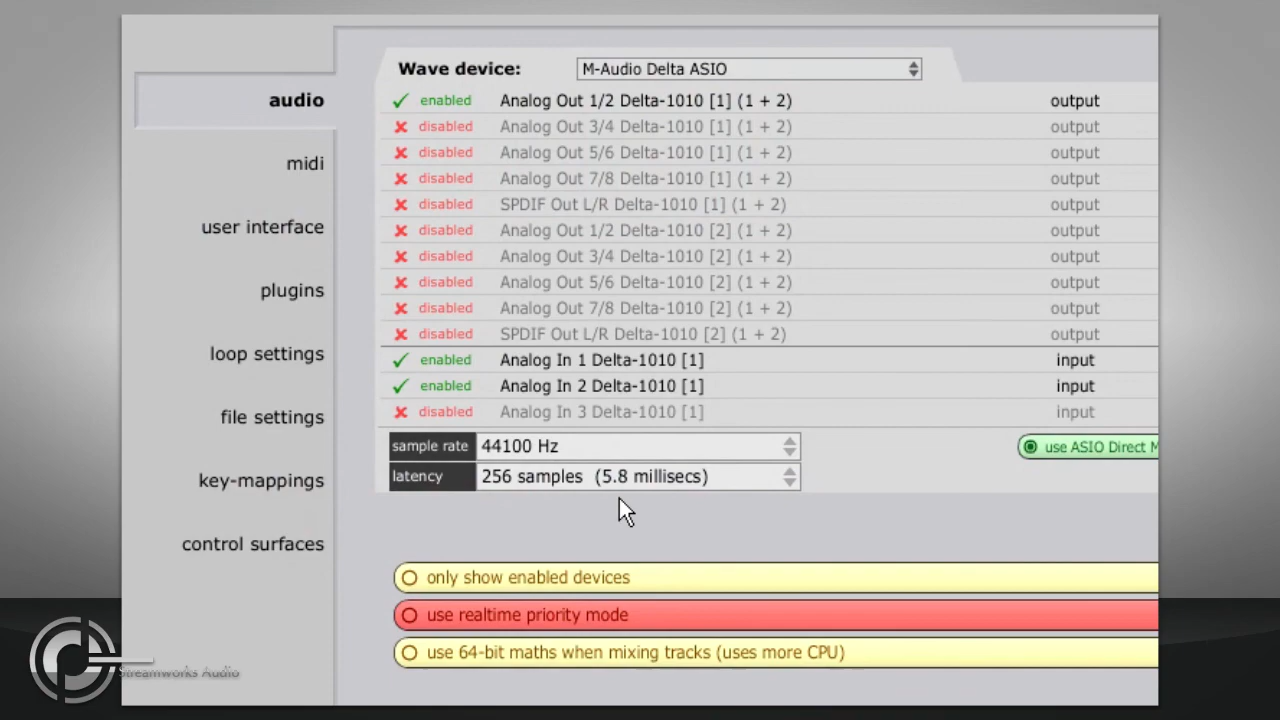 Wave device: M-Audio Delta ASIO
audio
midi
user interface
plugins
loop settings
file settings
key-mappings
control surfaces
enabled Analog Out 1/2 Delta-1010 [1] (1 + 2) output
disabled Analog Out 3/4 Delta-1010 [1] (1 + 2) output
disabled Analog Out 5/6 Delta-1010 [1] (1 + 2) output
disabled Analog Out 7/8 Delta-1010 [1] (1 + 2) output
disabled SPDIF Out L/R Delta-1010 [1] (1 + 2) output
disabled Analog Out 1/2 Delta-1010 [2] (1 + 2) output
disabled Analog Out 3/4 Delta-1010 [2] (1 + 2) output
disabled Analog Out 5/6 Delta-1010 [2] (1 + 2) output
disabled Analog Out 7/8 Delta-1010 [2] (1 + 2) output
disabled SPDIF Out L/R Delta-1010 [2] (1 + 2) output
enabled Analog In 1 Delta-1010 [1] input
enabled Analog In 2 Delta-1010 [1] input
disabled Analog In 3 Delta-1010 [1] input
sample rate 44100 Hz use ASIO Direct M
latency 256 samples (5.8 millisecs)
only show enabled devices
use realtime priority mode
use 64-bit maths when mixing tracks (uses more CPU)
Streamworks Audio